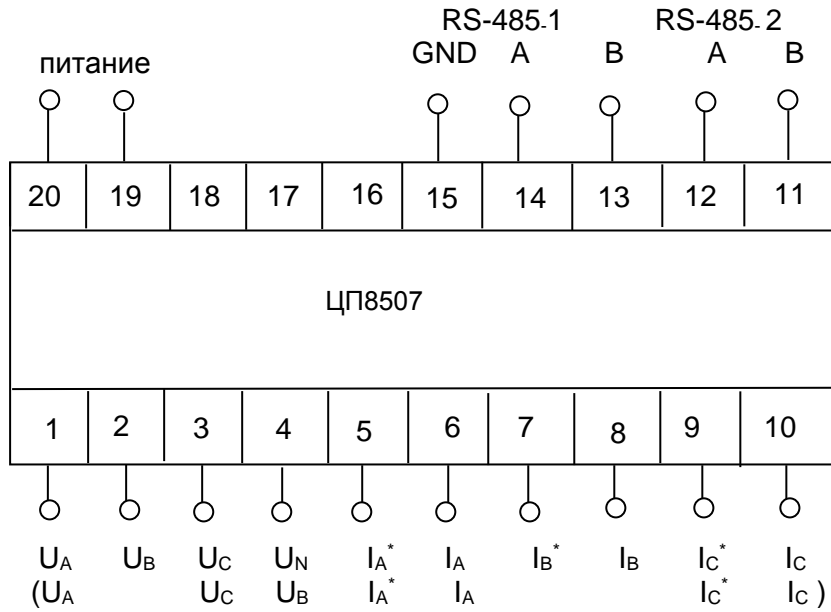 RS-485-1 RS-485-2
питание GND A B A B
20 19 18 17 16 15 14 13 12 11
ЦП8507
1 2 3 4 5 6 7 8 9 10
UA UB UC UN IA* IA IB* IB IC* IC
(UA UC UB IA* IA IC* IC)